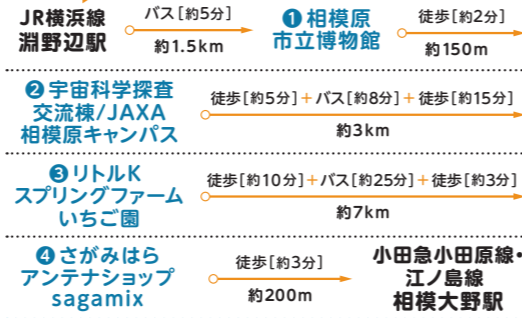 JR横浜線
淵野辺駅
バス[約5分]
約1.5km
❶相模原
市立博物館
徒歩[約2分]
約150m
❷宇宙科学探査
交流棟/JAXA
相模原キャンパス
徒歩[約5分]+バス[約8分]+徒歩[約15分]
約3km
❸リトルK
スプリングファーム
いちご園
徒歩[約10分]+バス[約25分]+徒歩[約3分]
約7km
❹さがみはら
アンテナショップ
sagamix
徒歩[約3分]
約200m
小田急小田原線・
江ノ島線
相模大野駅